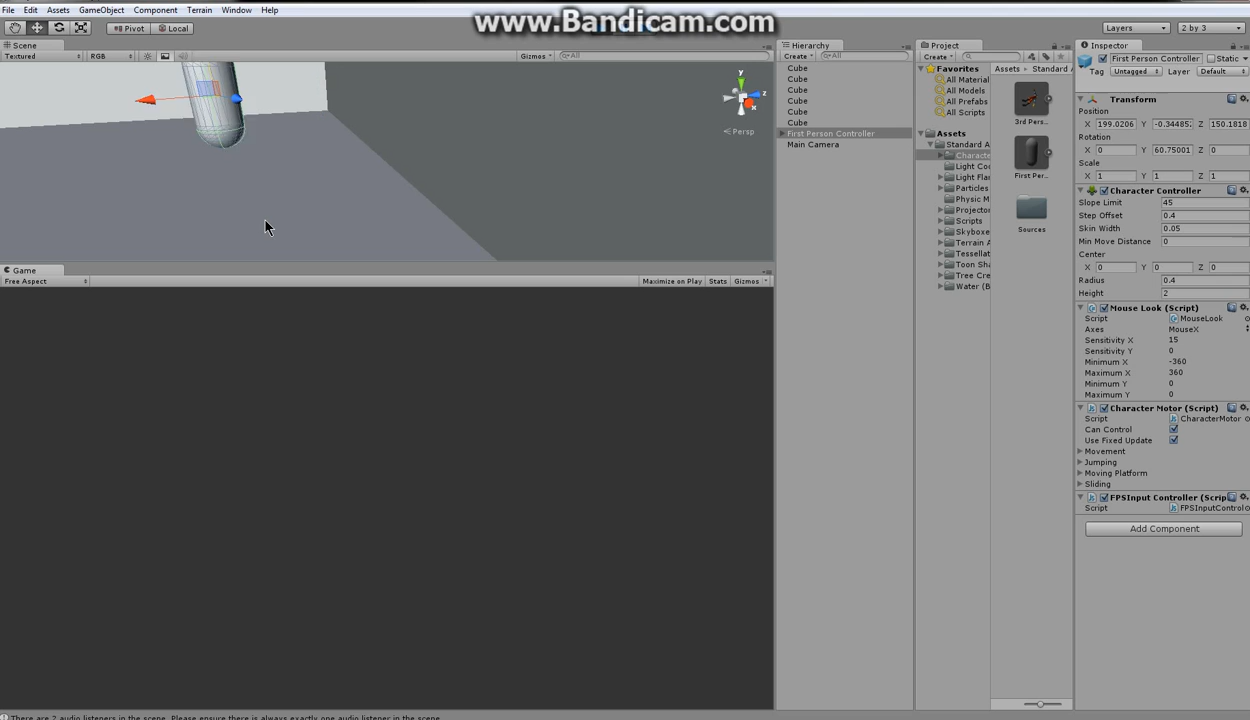 www.Bandicam.com
File Edit Assets GameObject Component Terrain Window Help
Pivot Local Layers 2 by 3
Scene
Textured RGB Gizmos All
y
z
x
Persp
Game
Free Aspect Maximize on Play Stats Gizmos
Hierarchy
Create All
Cube
Cube
Cube
Cube
Cube
Cube
First Person Controller
Main Camera
Project
Create
Favorites
All Material
All Models
All Prefabs
All Scripts
Assets
Standard A
Characte
Light Coo
Light Flar
Particles
Physic M
Projector
Scripts
Skyboxe
Terrain A
Tessellat
Toon Sha
Tree Cre
Water (B
Assets Standard A
3rd Pers...
First Per...
Sources
Inspector
First Person Controller Static
Tag Untagged Layer Default
Transform
Position
X 199.0206 Y -0.34485 Z 150.1818
Rotation
X 0 Y 60.75001 Z 0
Scale
X 1 Y 1 Z 1
Character Controller
Slope Limit 45
Step Offset 0.4
Skin Width 0.05
Min Move Distance 0
Center
X 0 Y 0 Z 0
Radius 0.4
Height 2
Mouse Look (Script)
Script MouseLook
Axes MouseX
Sensitivity X 15
Sensitivity Y 0
Minimum X -360
Maximum X 360
Minimum Y 0
Maximum Y 0
Character Motor (Script)
Script CharacterMotor
Can Control
Use Fixed Update
Movement
Jumping
Moving Platform
Sliding
FPSInput Controller (Scrip
Script FPSInputControl
Add Component
There are 2 audio listeners in the scene. Please ensure there is always exactly one audio listener in the scene.